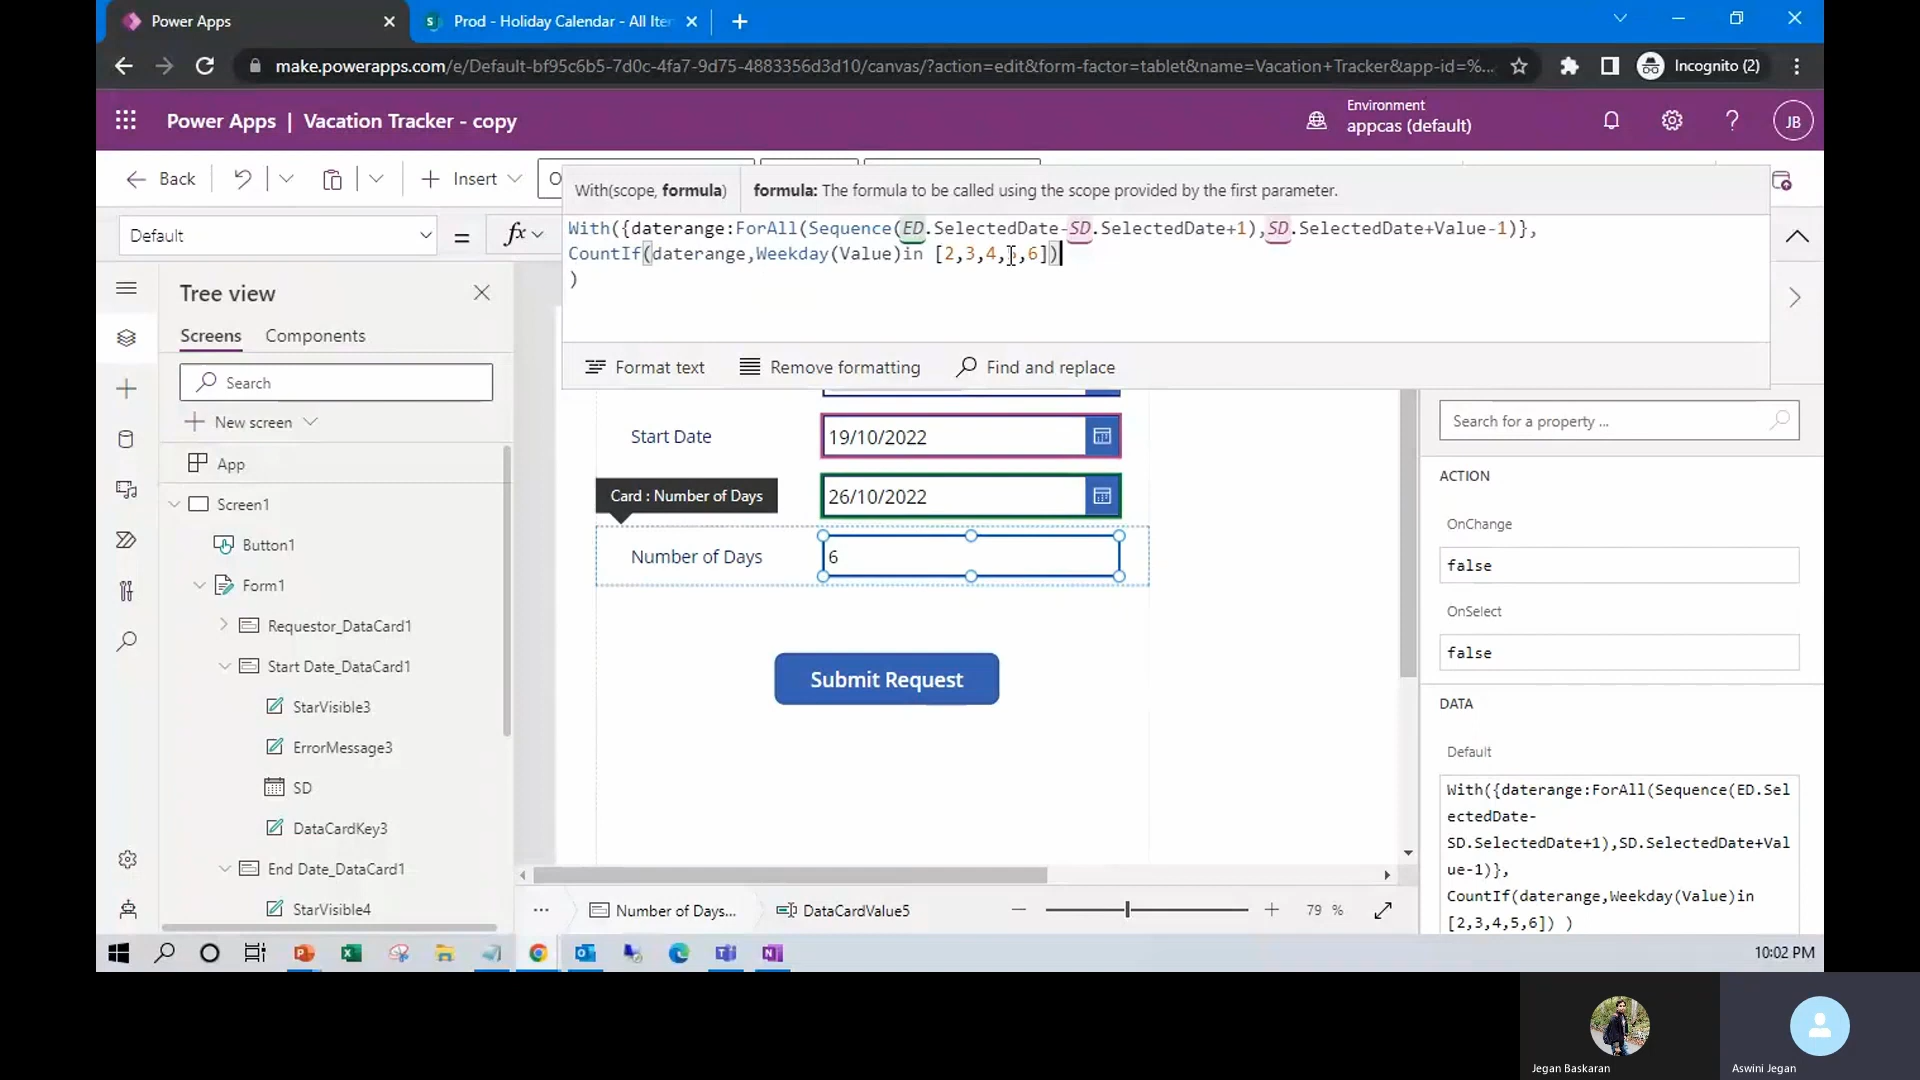 Power Apps
Prod - Holiday Calendar - All Iter
make.powerapps.com/e/Default-bf95c6b5-7d0c-4fa7-9d75-4883356d3d10/canvas/?action=edit&form-factor=tablet&name=Vacation+Tracker&app-id=%...
Incognito (2)
Power Apps | Vacation Tracker - copy
Environment
appcas (default)
JB
Back
Insert
With(scope, formula)
formula: The formula to be called using the scope provided by the first parameter.
Default
=
fx
With({daterange:ForAll(Sequence(ED.SelectedDate-SD.SelectedDate+1),SD.SelectedDate+Value-1)},
CountIf(daterange,Weekday(Value)in [2,3,4,5,6])
)
Format text
Remove formatting
Find and replace
Tree view
Screens
Components
Search
New screen
App
Screen1
Button1
Form1
Requestor_DataCard1
Start Date_DataCard1
StarVisible3
ErrorMessage3
SD
DataCardKey3
End Date_DataCard1
StarVisible4
Start Date
19/10/2022
Card : Number of Days
26/10/2022
Number of Days
6
Submit Request
Search for a property ...
ACTION
OnChange
false
OnSelect
false
DATA
Default
With({daterange:ForAll(Sequence(ED.Sel
ectedDate-
SD.SelectedDate+1),SD.SelectedDate+Val
ue-1)},
CountIf(daterange,Weekday(Value)in
[2,3,4,5,6]) )
...
Number of Days...
DataCardValue5
79 %
10:02 PM
Jegan Baskaran
Aswini Jegan